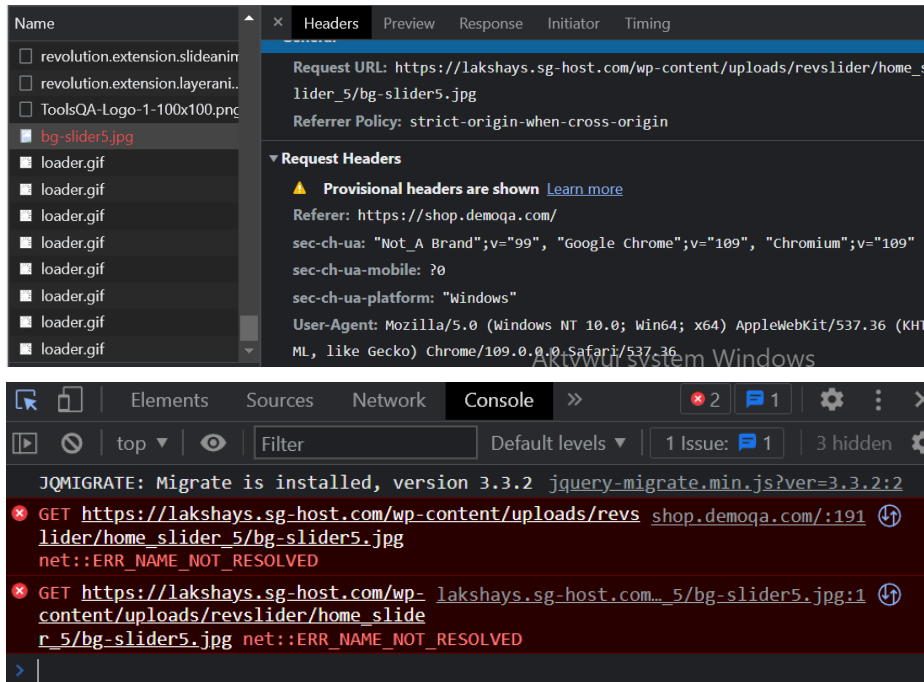 Name
Headers Preview Response Initiator Timing
revolution.extension.slideanim
Request URL: https://lakshays.sg-host.com/wp-content/uploads/revslider/home_s
revolution.extension.layerani...
lider_5/bg-slider5.jpg
ToolsQA-Logo-1-100x100.png
Referrer Policy: strict-origin-when-cross-origin
bg-slider5.jpg
Request Headers
loader.gif
Provisional headers are shown Learn more
loader.gif
Referer: https://shop.demoqa.com/
loader.gif
sec-ch-ua: "Not_A Brand";v="99", "Google Chrome";v="109", "Chromium";v="109"
loader.gif
sec-ch-ua-mobile: ?0
loader.gif
sec-ch-ua-platform: "Windows"
loader.gif
User-Agent: Mozilla/5.0 (Windows NT 10.0; Win64; x64) AppleWebKit/537.36 (KHT
loader.gif
ML, like Gecko) Chrome/109.0.0.0 Safari/537.36
loader.gif
Aktywuj system Windows
Elements Sources Network Console 2 1
top Filter Default levels 1 Issue: 1 3 hidden
JQMIGRATE: Migrate is installed, version 3.3.2 jquery-migrate.min.js?ver=3.3.2:2
GET https://lakshays.sg-host.com/wp-content/uploads/revs shop.demoqa.com/:191
lider/home_slider_5/bg-slider5.jpg
net::ERR_NAME_NOT_RESOLVED
GET https://lakshays.sg-host.com/wp- lakshays.sg-host.com…_5/bg-slider5.jpg:1
content/uploads/revslider/home_slide
r_5/bg-slider5.jpg net::ERR_NAME_NOT_RESOLVED